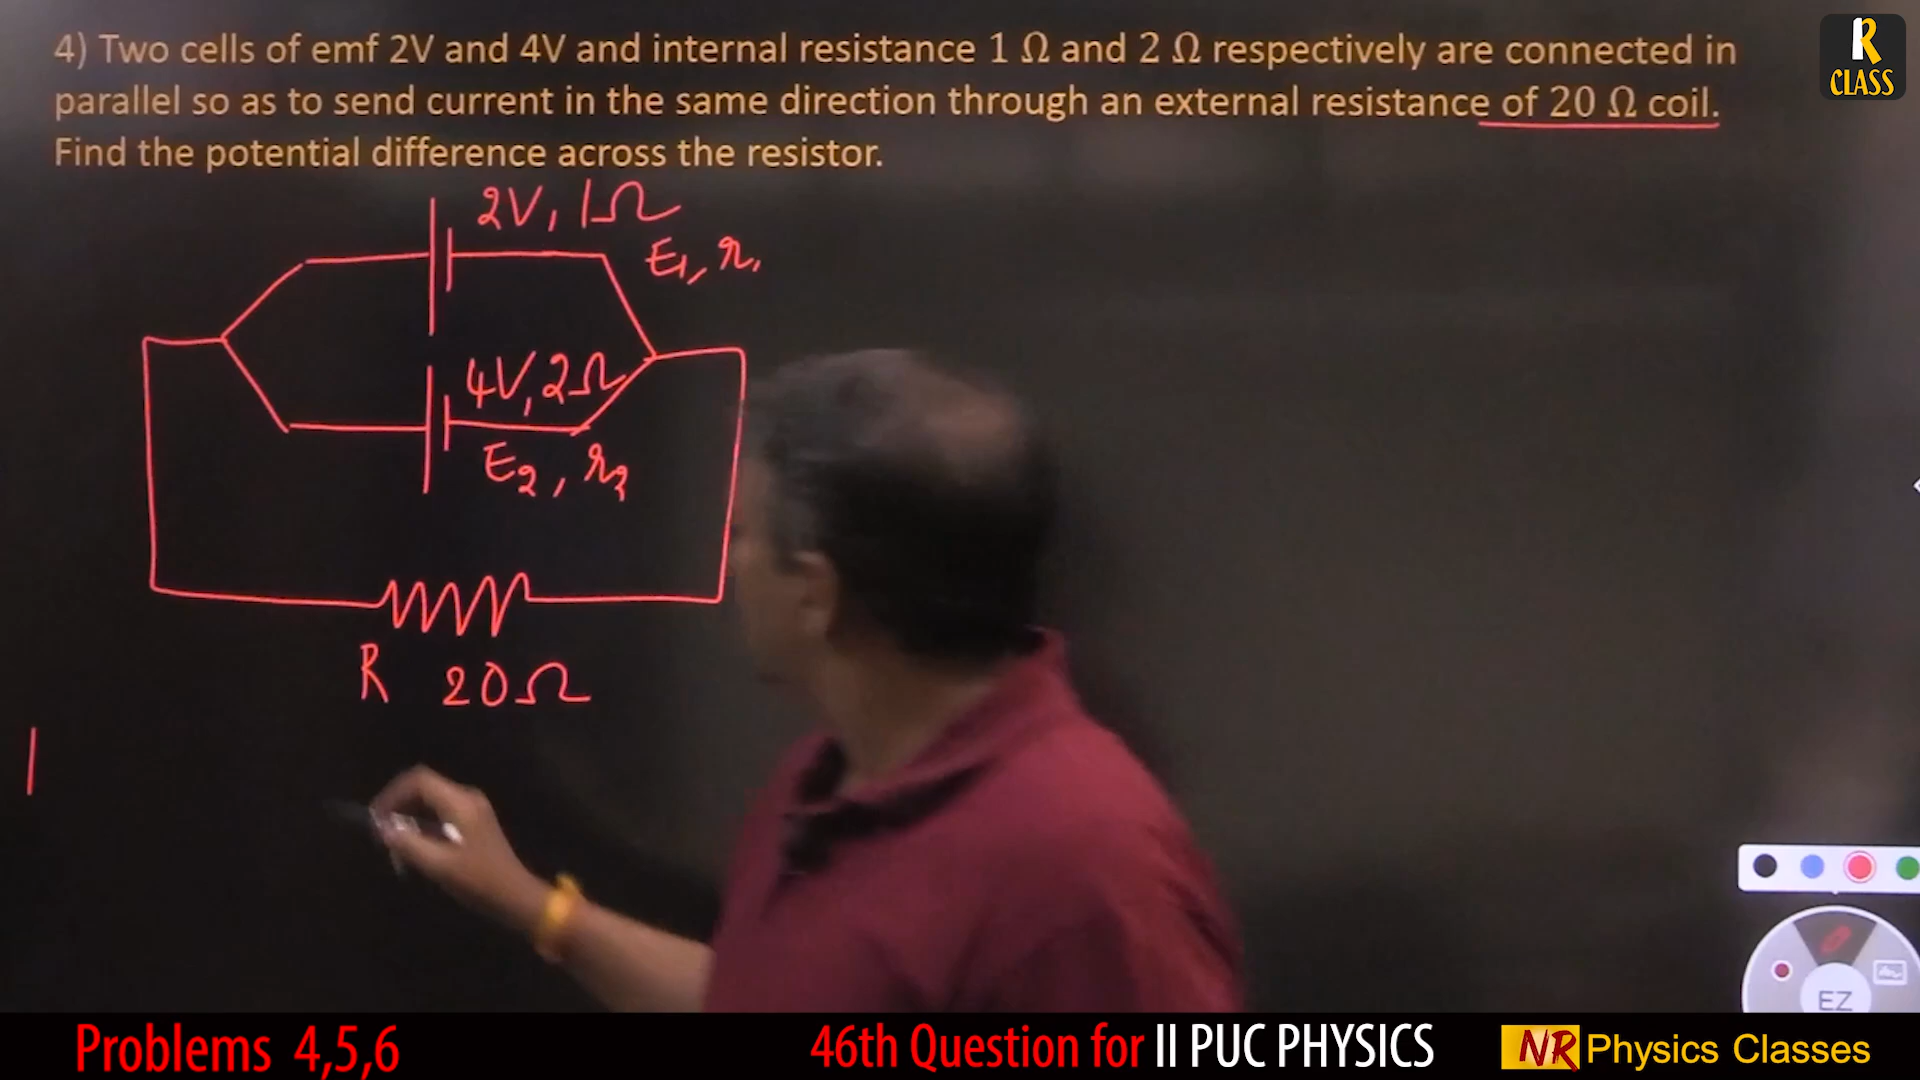 4) Two cells of emf 2V and 4V and internal resistance 1 Ω and 2 Ω respectively are connected in
parallel so as to send current in the same direction through an external resistance of 20 Ω coil.
Find the potential difference across the resistor.
R
CLASS
2V, 1Ω
E₁, r₁
4V, 2Ω
E₂, r₂
R 20Ω
EZ
Problems 4,5,6
46th Question for II PUC PHYSICS
NR Physics Classes